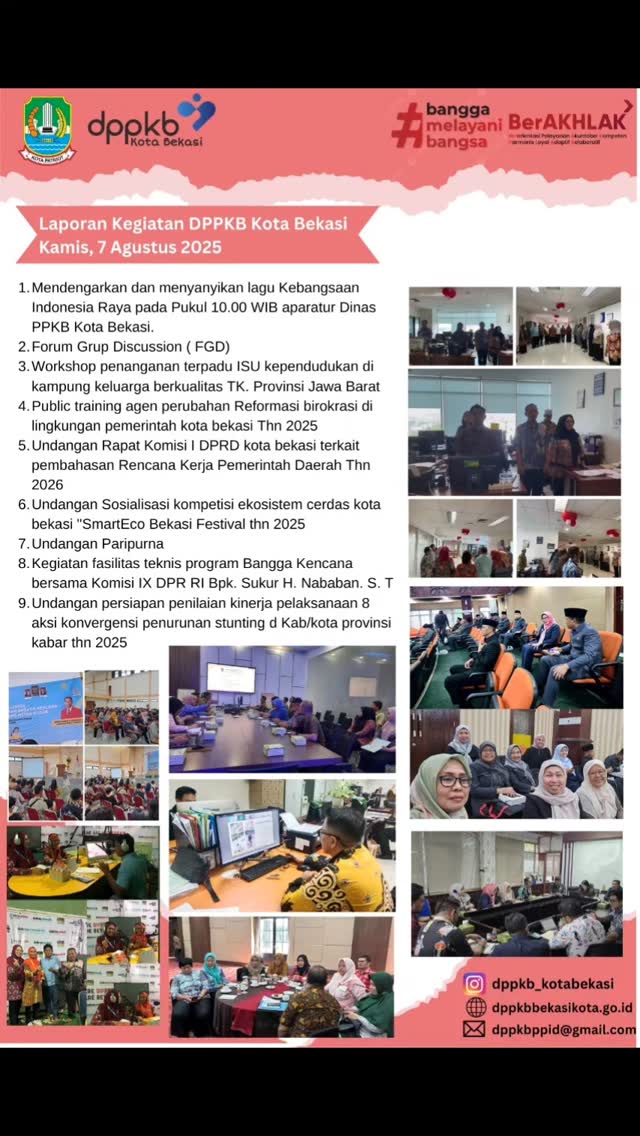 KOTA PATRIOT
dppkb
Kota Bekasi
#bangga
melayani
bangsa
BerAKHLAK
Laporan Kegiatan DPPKB Kota Bekasi
Kamis, 7 Agustus 2025
1. Mendengarkan dan menyanyikan lagu Kebangsaan
Indonesia Raya pada Pukul 10.00 WIB aparatur Dinas
PPKB Kota Bekasi.
2. Forum Grup Discussion ( FGD)
3. Workshop penanganan terpadu ISU kependudukan di
kampung keluarga berkualitas TK. Provinsi Jawa Barat
4. Public training agen perubahan Reformasi birokrasi di
lingkungan pemerintah kota bekasi Thn 2025
5. Undangan Rapat Komisi I DPRD kota bekasi terkait
pembahasan Rencana Kerja Pemerintah Daerah Thn
2026
6. Undangan Sosialisasi kompetisi ekosistem cerdas kota
bekasi "SmartEco Bekasi Festival thn 2025
7. Undangan Paripurna
8. Kegiatan fasilitas teknis program Bangga Kencana
bersama Komisi IX DPR RI Bpk. Sukur H. Nababan. S. T
9. Undangan persiapan penilaian kinerja pelaksanaan 8
aksi konvergensi penurunan stunting d Kab/kota provinsi
kabar thn 2025
dppkb_kotabekasi
dppkbbekasikota.go.id
dppkbppid@gmail.com